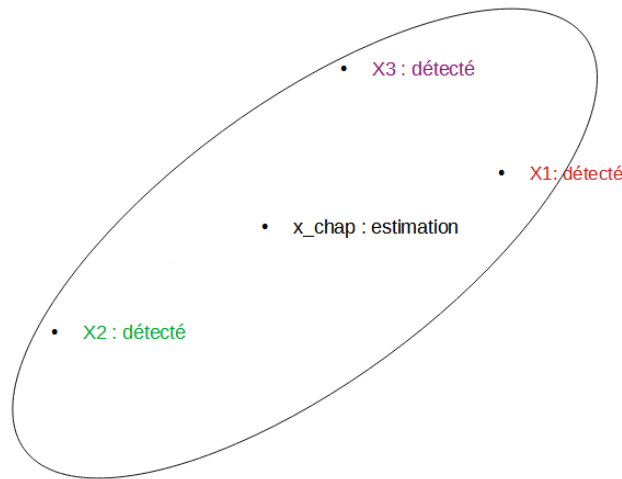 X3 : détecté
X1: détecté
x_chap : estimation
X2 : détecté